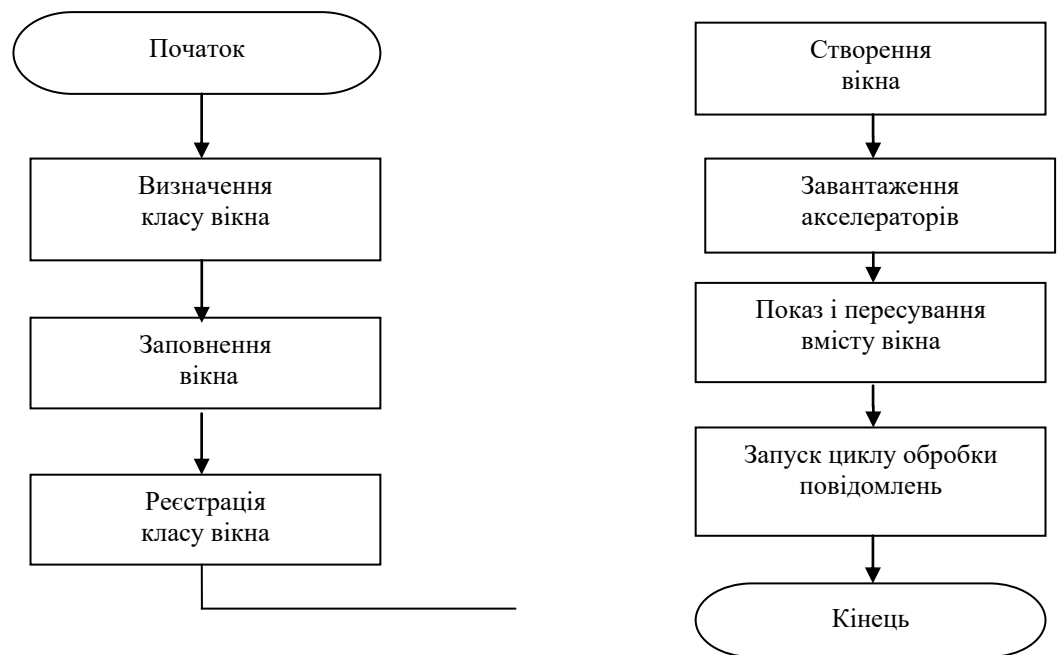 Початок
Визначення
класу вікна
Заповнення
вікна
Реєстрація
класу вікна
Створення
вікна
Завантаження
акселераторів
Показ і пересування
вмісту вікна
Запуск циклу обробки
повідомлень
Кінець